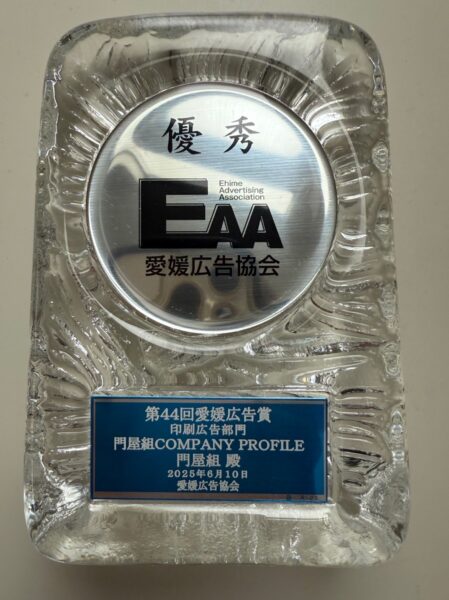 優秀
Ehime
Advertising
Association
EAA
愛媛広告協会
第44回愛媛広告賞
印刷広告部門
門屋組COMPANY PROFILE
門屋組 殿
2025年6月10日
愛媛広告協会